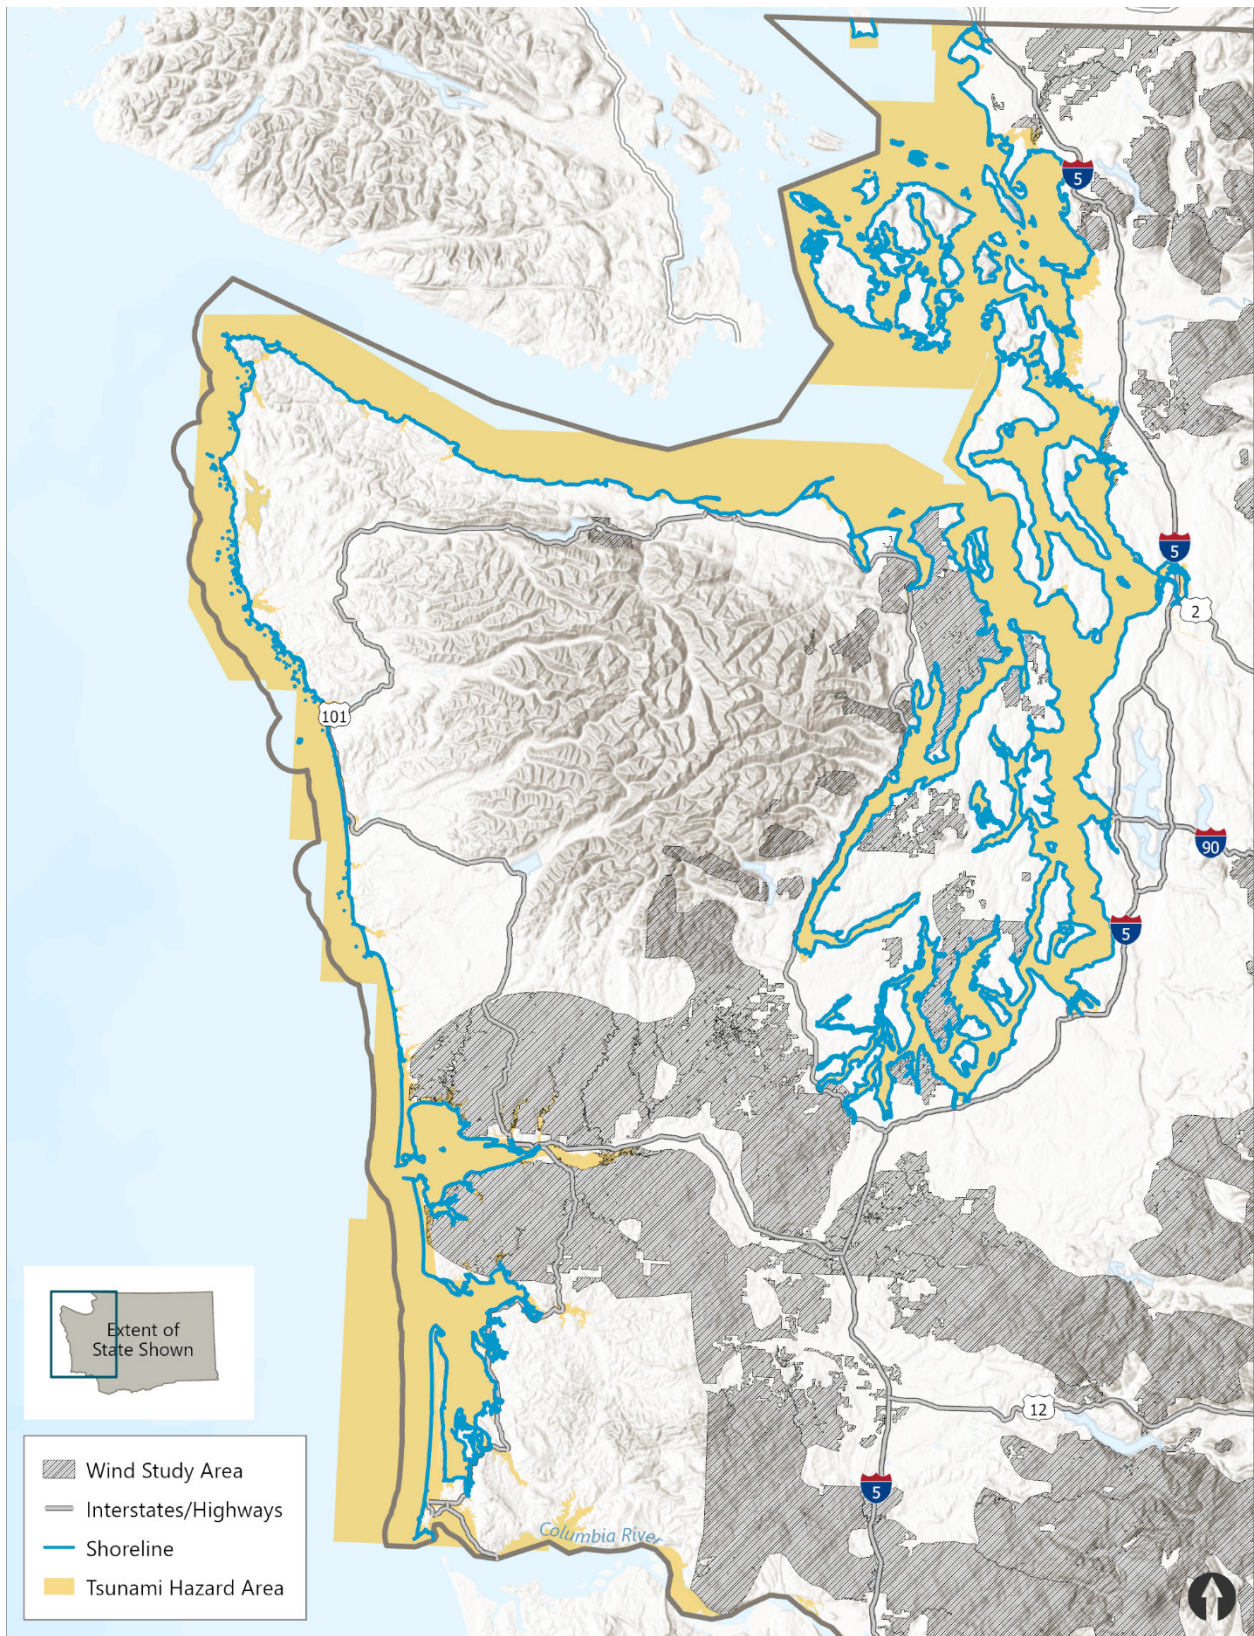 5
5
2
101
90
5
Extent of
State Shown
12
Wind Study Area
Interstates/Highways
5
Shoreline
Columbia River
Tsunami Hazard Area